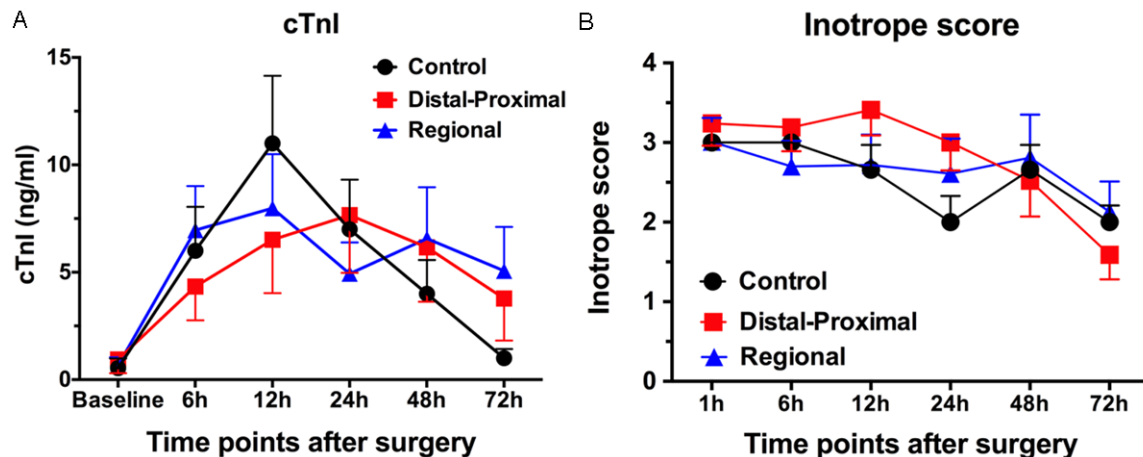 A
cTnI
15
10
5
0
cTnI (ng/ml)
Control
Distal-Proximal
Regional
Baseline 6h 12h 24h 48h 72h
Time points after surgery
B
Inotrope score
4
3
2
1
0
Inotrope score
Control
Distal-Proximal
Regional
1h 6h 12h 24h 48h 72h
Time points after surgery